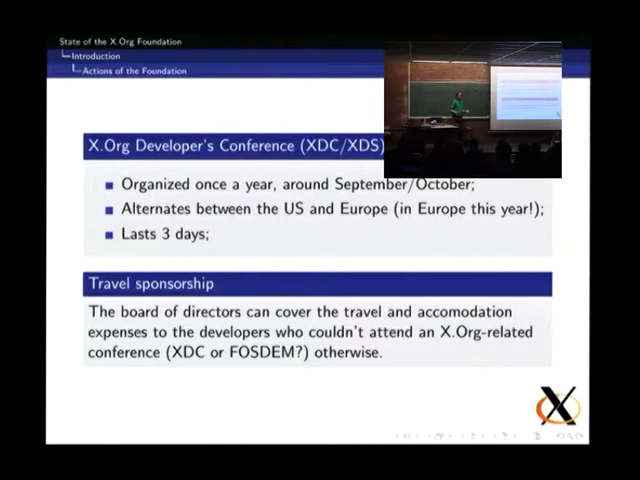 State of the X.Org Foundation
Introduction
Actions of the Foundation
X.Org Developer's Conference (XDC/XDS)
Organized once a year, around September/October;
Alternates between the US and Europe (in Europe this year!);
Lasts 3 days;
Travel sponsorship
The board of directors can cover the travel and accomodation
expenses to the developers who couldn't attend an X.Org-related
conference (XDC or FOSDEM?) otherwise.
X